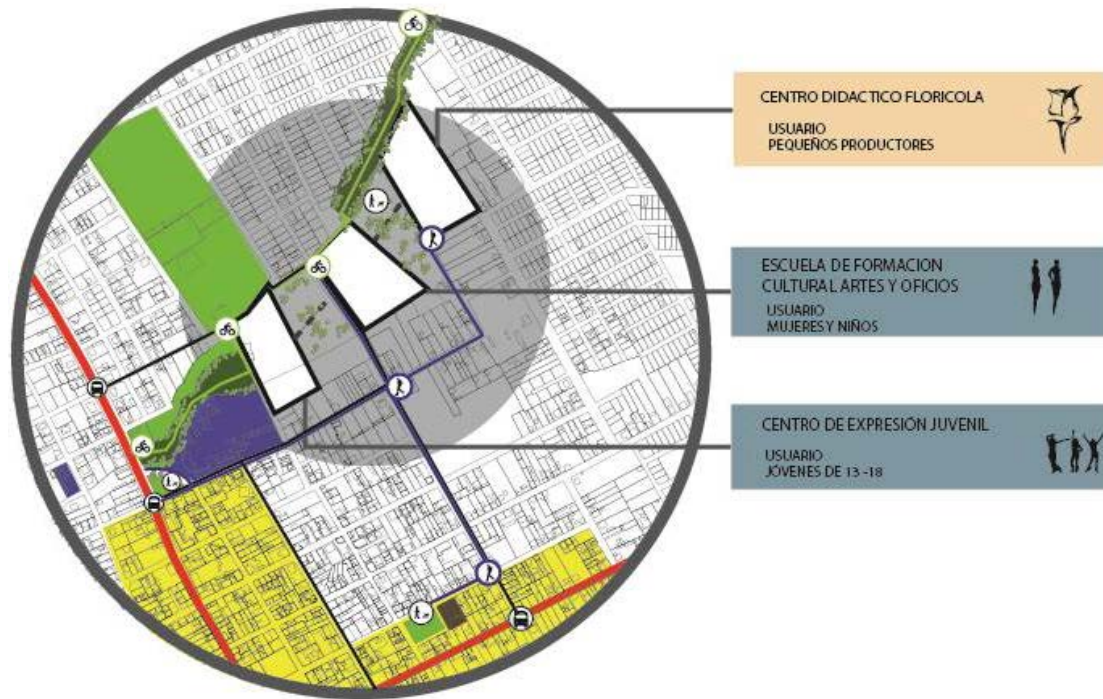 CENTRO DIDACTICO FLORICOLA
USUARIO
PEQUEÑOS PRODUCTORES
ESCUELA DE FORMACION
CULTURAL ARTES Y OFICIOS
USUARIO
MUJERES Y NIÑOS
CENTRO DE EXPRESIÓN JUVENIL
USUARIO
JÓVENES DE 13 -18